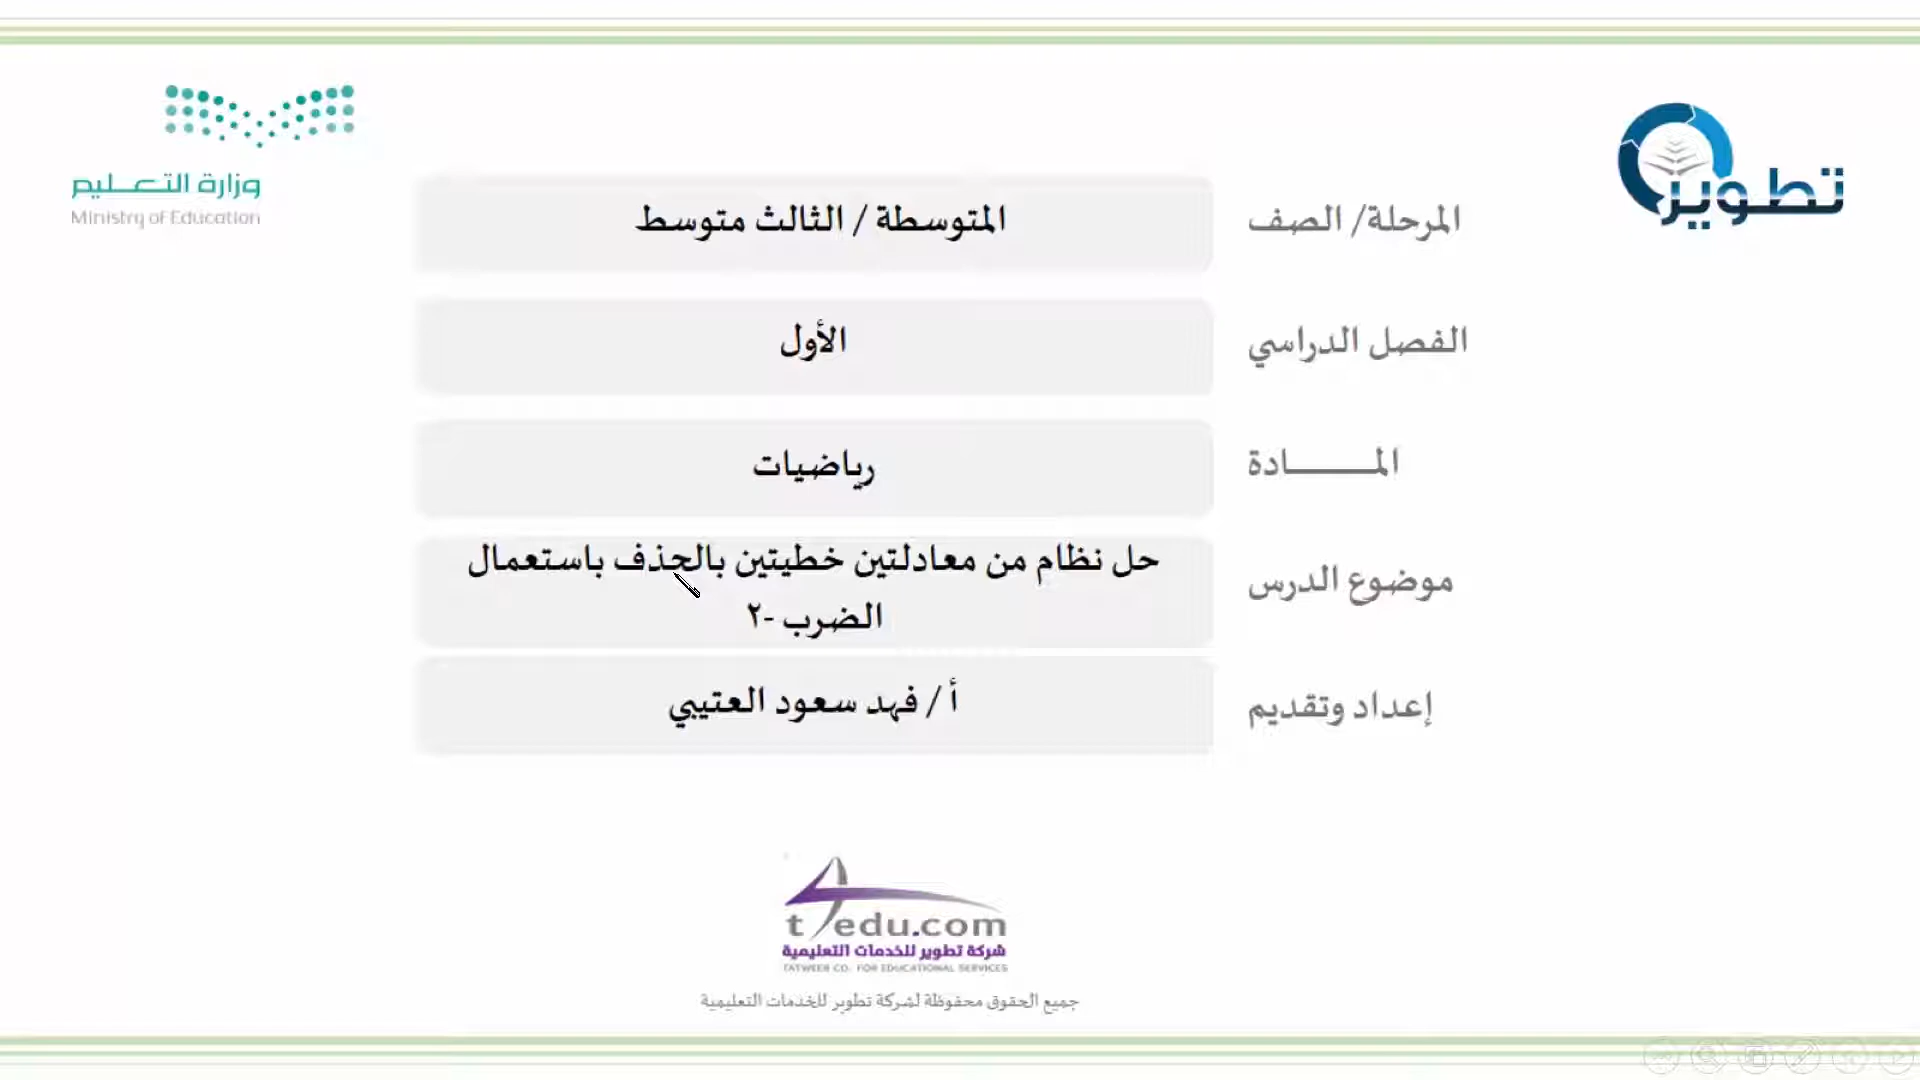 وزارة التعليم
Ministry of Education
تطوير
المرحلة/ الصف
المتوسطة / الثالث متوسط
الفصل الدراسي
الأول
المــــــــادة
رياضيات
موضوع الدرس
حل نظام من معادلتين خطيتين بالحذف باستعمال
الضرب -٢
إعداد وتقديم
أ / فهد سعود العتيبي
t4edu.com
شركة تطوير للخدمات التعليمية
TATWEER CO. FOR EDUCATIONAL SERVICES
جميع الحقوق محفوظة لشركة تطوير للخدمات التعليمية